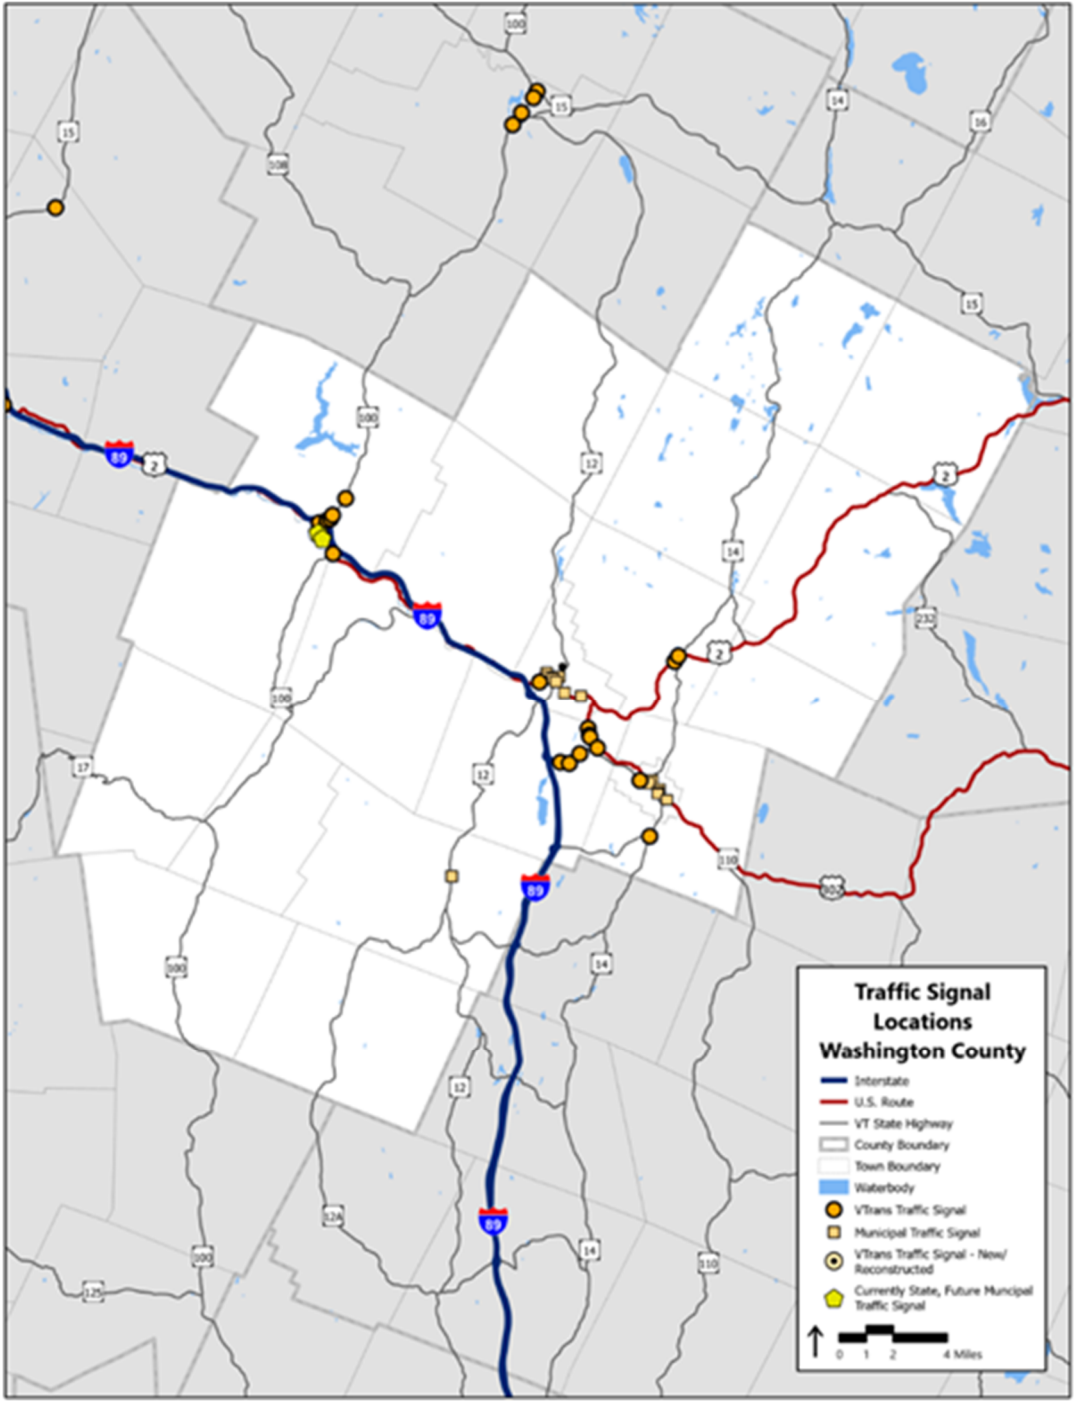 100
15
14
15
16
108
15
100
89
2
12
2
14
89
232
2
100
17
12
110
302
89
100
14
12
12A
89
14
100
110
125
Traffic Signal
Locations
Washington County
Interstate
U.S. Route
VT State Highway
County Boundary
Town Boundary
Waterbody
VTrans Traffic Signal
Municipal Traffic Signal
VTrans Traffic Signal - New/
Reconstructed
Currently State, Future Muncipal
Traffic Signal
0 1 2 4 Miles